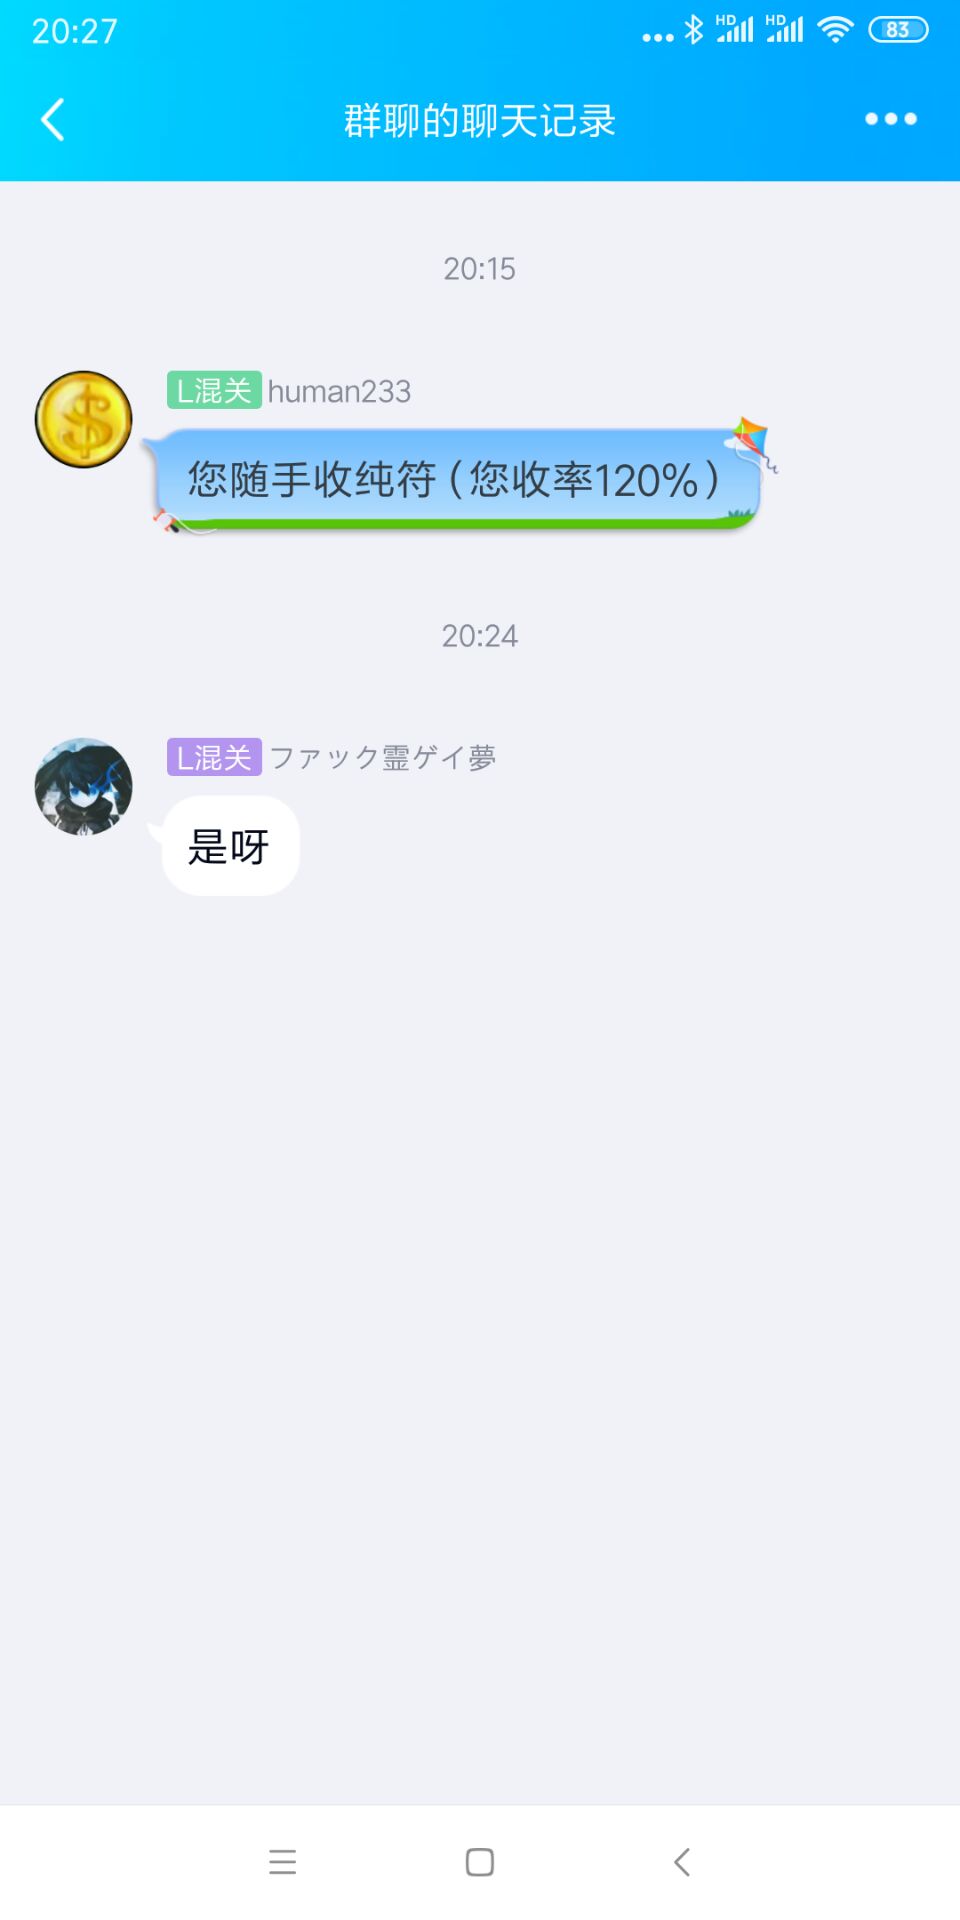 20:27
HD HD 83
群聊的聊天记录
20:15
L混关 human233
您随手收纯符（您收率120%）
20:24
L混关 ファック霊ゲイ夢
是呀